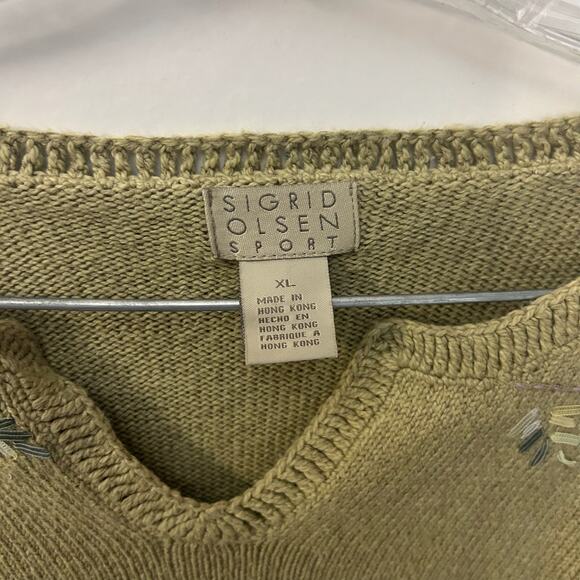 SIGRID
OLSEN
SPORT
XL
MADE IN
HONG KONG
HECHO EN
HONG KONG
FABRIQUE A
HONG KONG